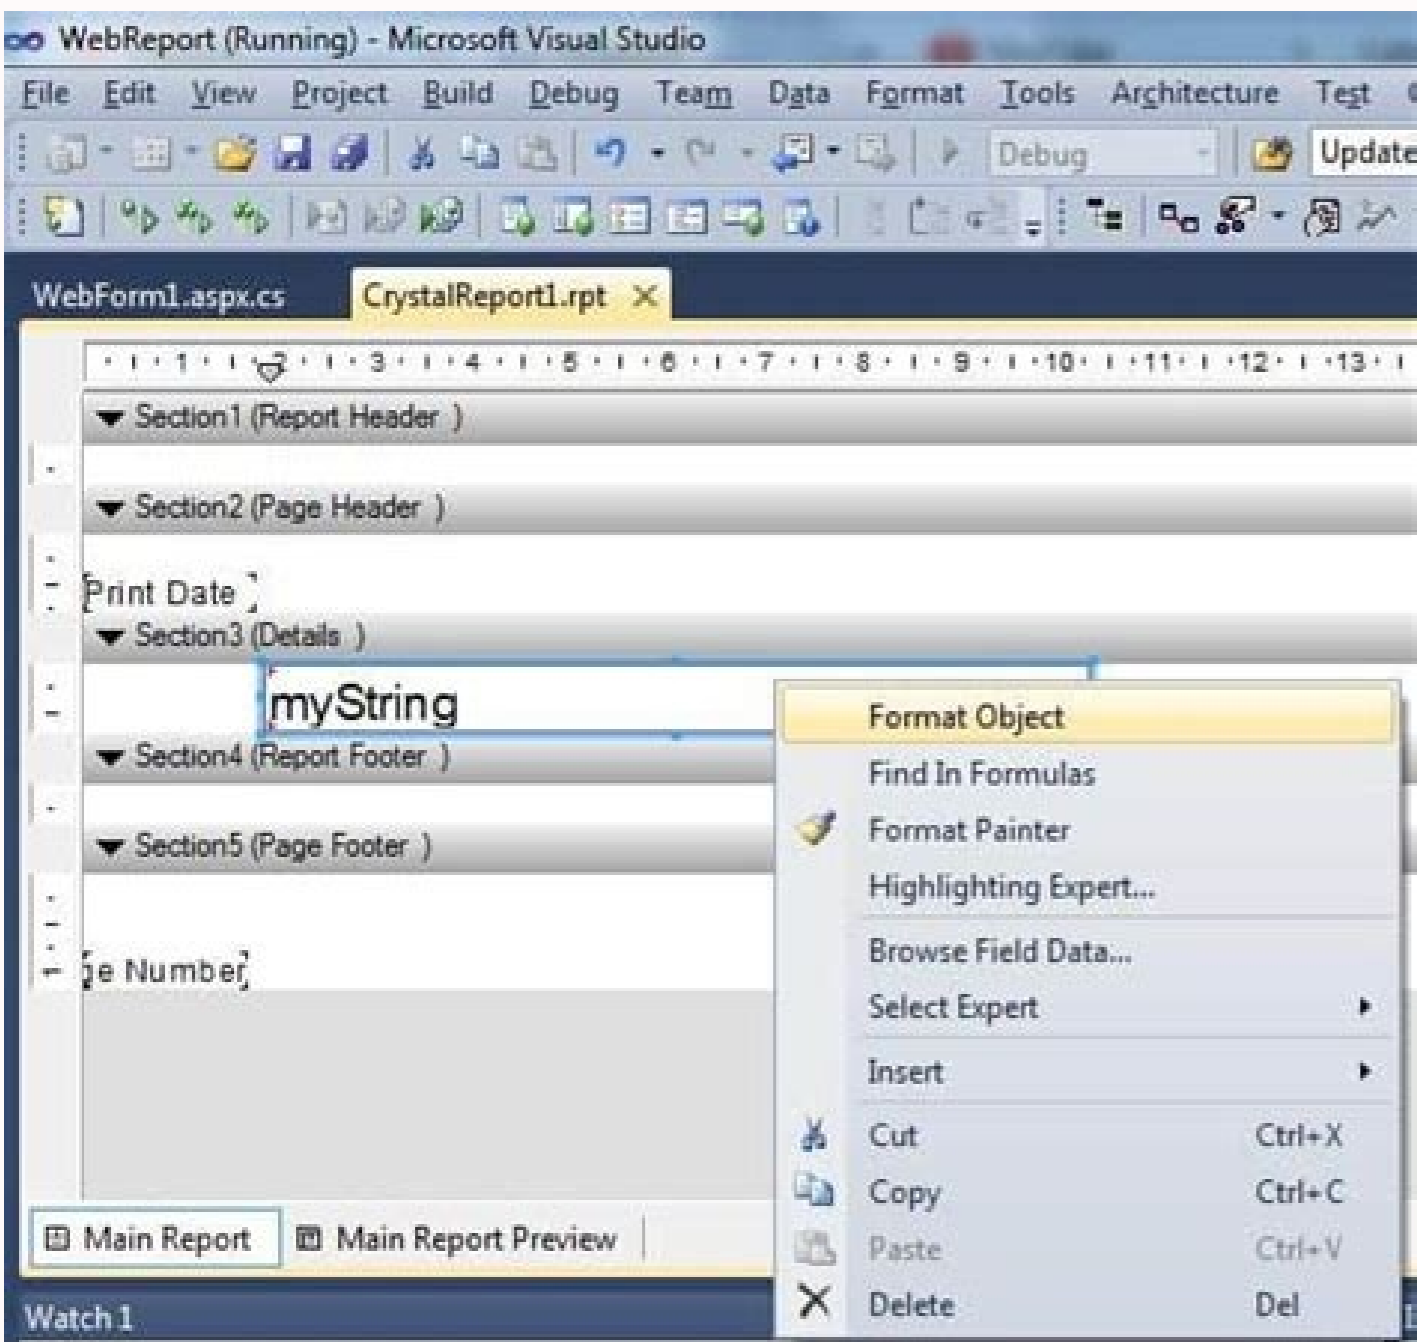 WebReport (Running) - Microsoft Visual Studio
File Edit View Project Build Debug Team Data Format Tools Architecture Test
Debug Update
WebForm1.aspx.cs CrystalReport1.rpt
1 2 3 4 5 6 7 8 9 10 11 12 13
Section1 (Report Header )
Section2 (Page Header )
Print Date
Section3 (Details )
myString
Section4 (Report Footer )
Section5 (Page Footer )
ge Number
Format Object
Find In Formulas
Format Painter
Highlighting Expert...
Browse Field Data...
Select Expert
Insert
Cut Ctrl+X
Copy Ctrl+C
Paste Ctrl+V
Delete Del
Main Report Main Report Preview
Watch 1